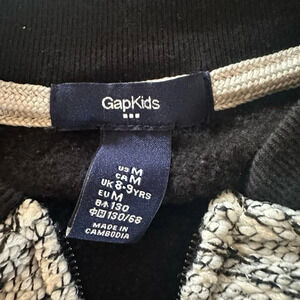 GapKids
US M
CA M
UK 8-9 YRS
EU M
日本 130
中国 130/68
MADE IN
CAMBODIA